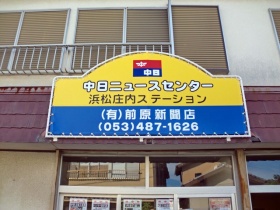 中日
中日ニュースセンター
浜松庄内ステーション
(有)前原新聞店
(053)487-1626